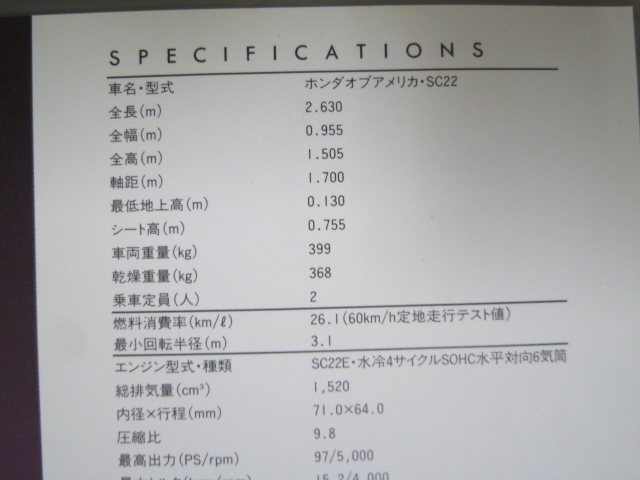 SPECIFICATIONS
車名・型式 ホンダオブアメリカ・SC22
全長(m) 2.630
全幅(m) 0.955
全高(m) 1.505
軸距(m) 1.700
最低地上高(m) 0.130
シート高(m) 0.755
車両重量(kg) 399
乾燥重量(kg) 368
乗車定員(人) 2
燃料消費率(km/ℓ) 26.1(60km/h定地走行テスト値)
最小回転半径(m) 3.1
エンジン型式・種類 SC22E・水冷4サイクルSOHC水平対向6気筒
総排気量(cm³) 1,520
内径×行程(mm) 71.0×64.0
圧縮比 9.8
最高出力(PS/rpm) 97/5,000
15.2/4,000